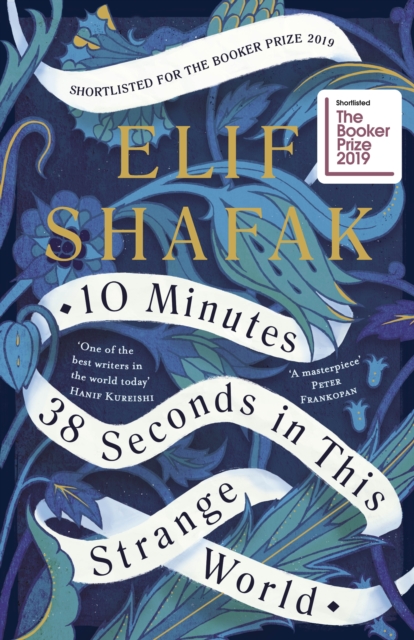 SHORTLISTED FOR THE BOOKER PRIZE 2019
Shortlisted
The
Booker
Prize
2019
ELIF
SHAFAK
10 Minutes
‘One of the
best writers in
the world today’
HANIF KUREISHI
‘A masterpiece’
PETER
FRANKOPAN
38 Seconds in This
Strange
World